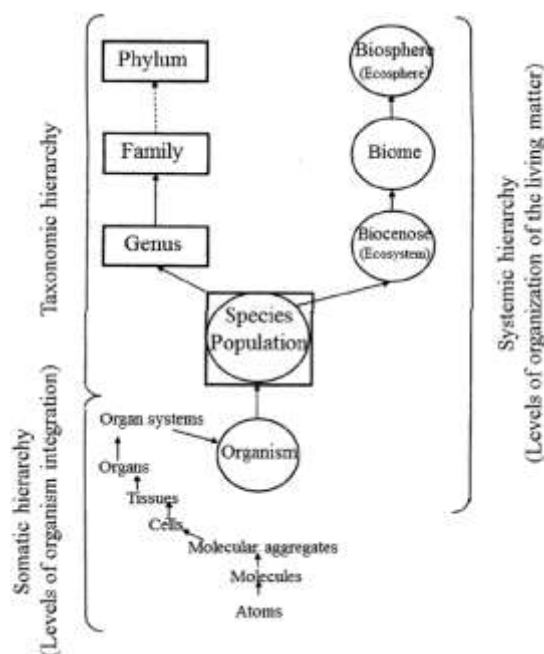 Phylum
Family
Genus
Biosphere
(Ecosphere)
Biome
Biocenose
(Ecosystem)
Species
Population
Organism
Organ systems
Organs
Tissues
Cells
Molecular aggregates
Molecules
Atoms
Taxonomic hierarchy
Somatic hierarchy
(Levels of organism integration)
Systemic hierarchy
(Levels of organization of the living matter)